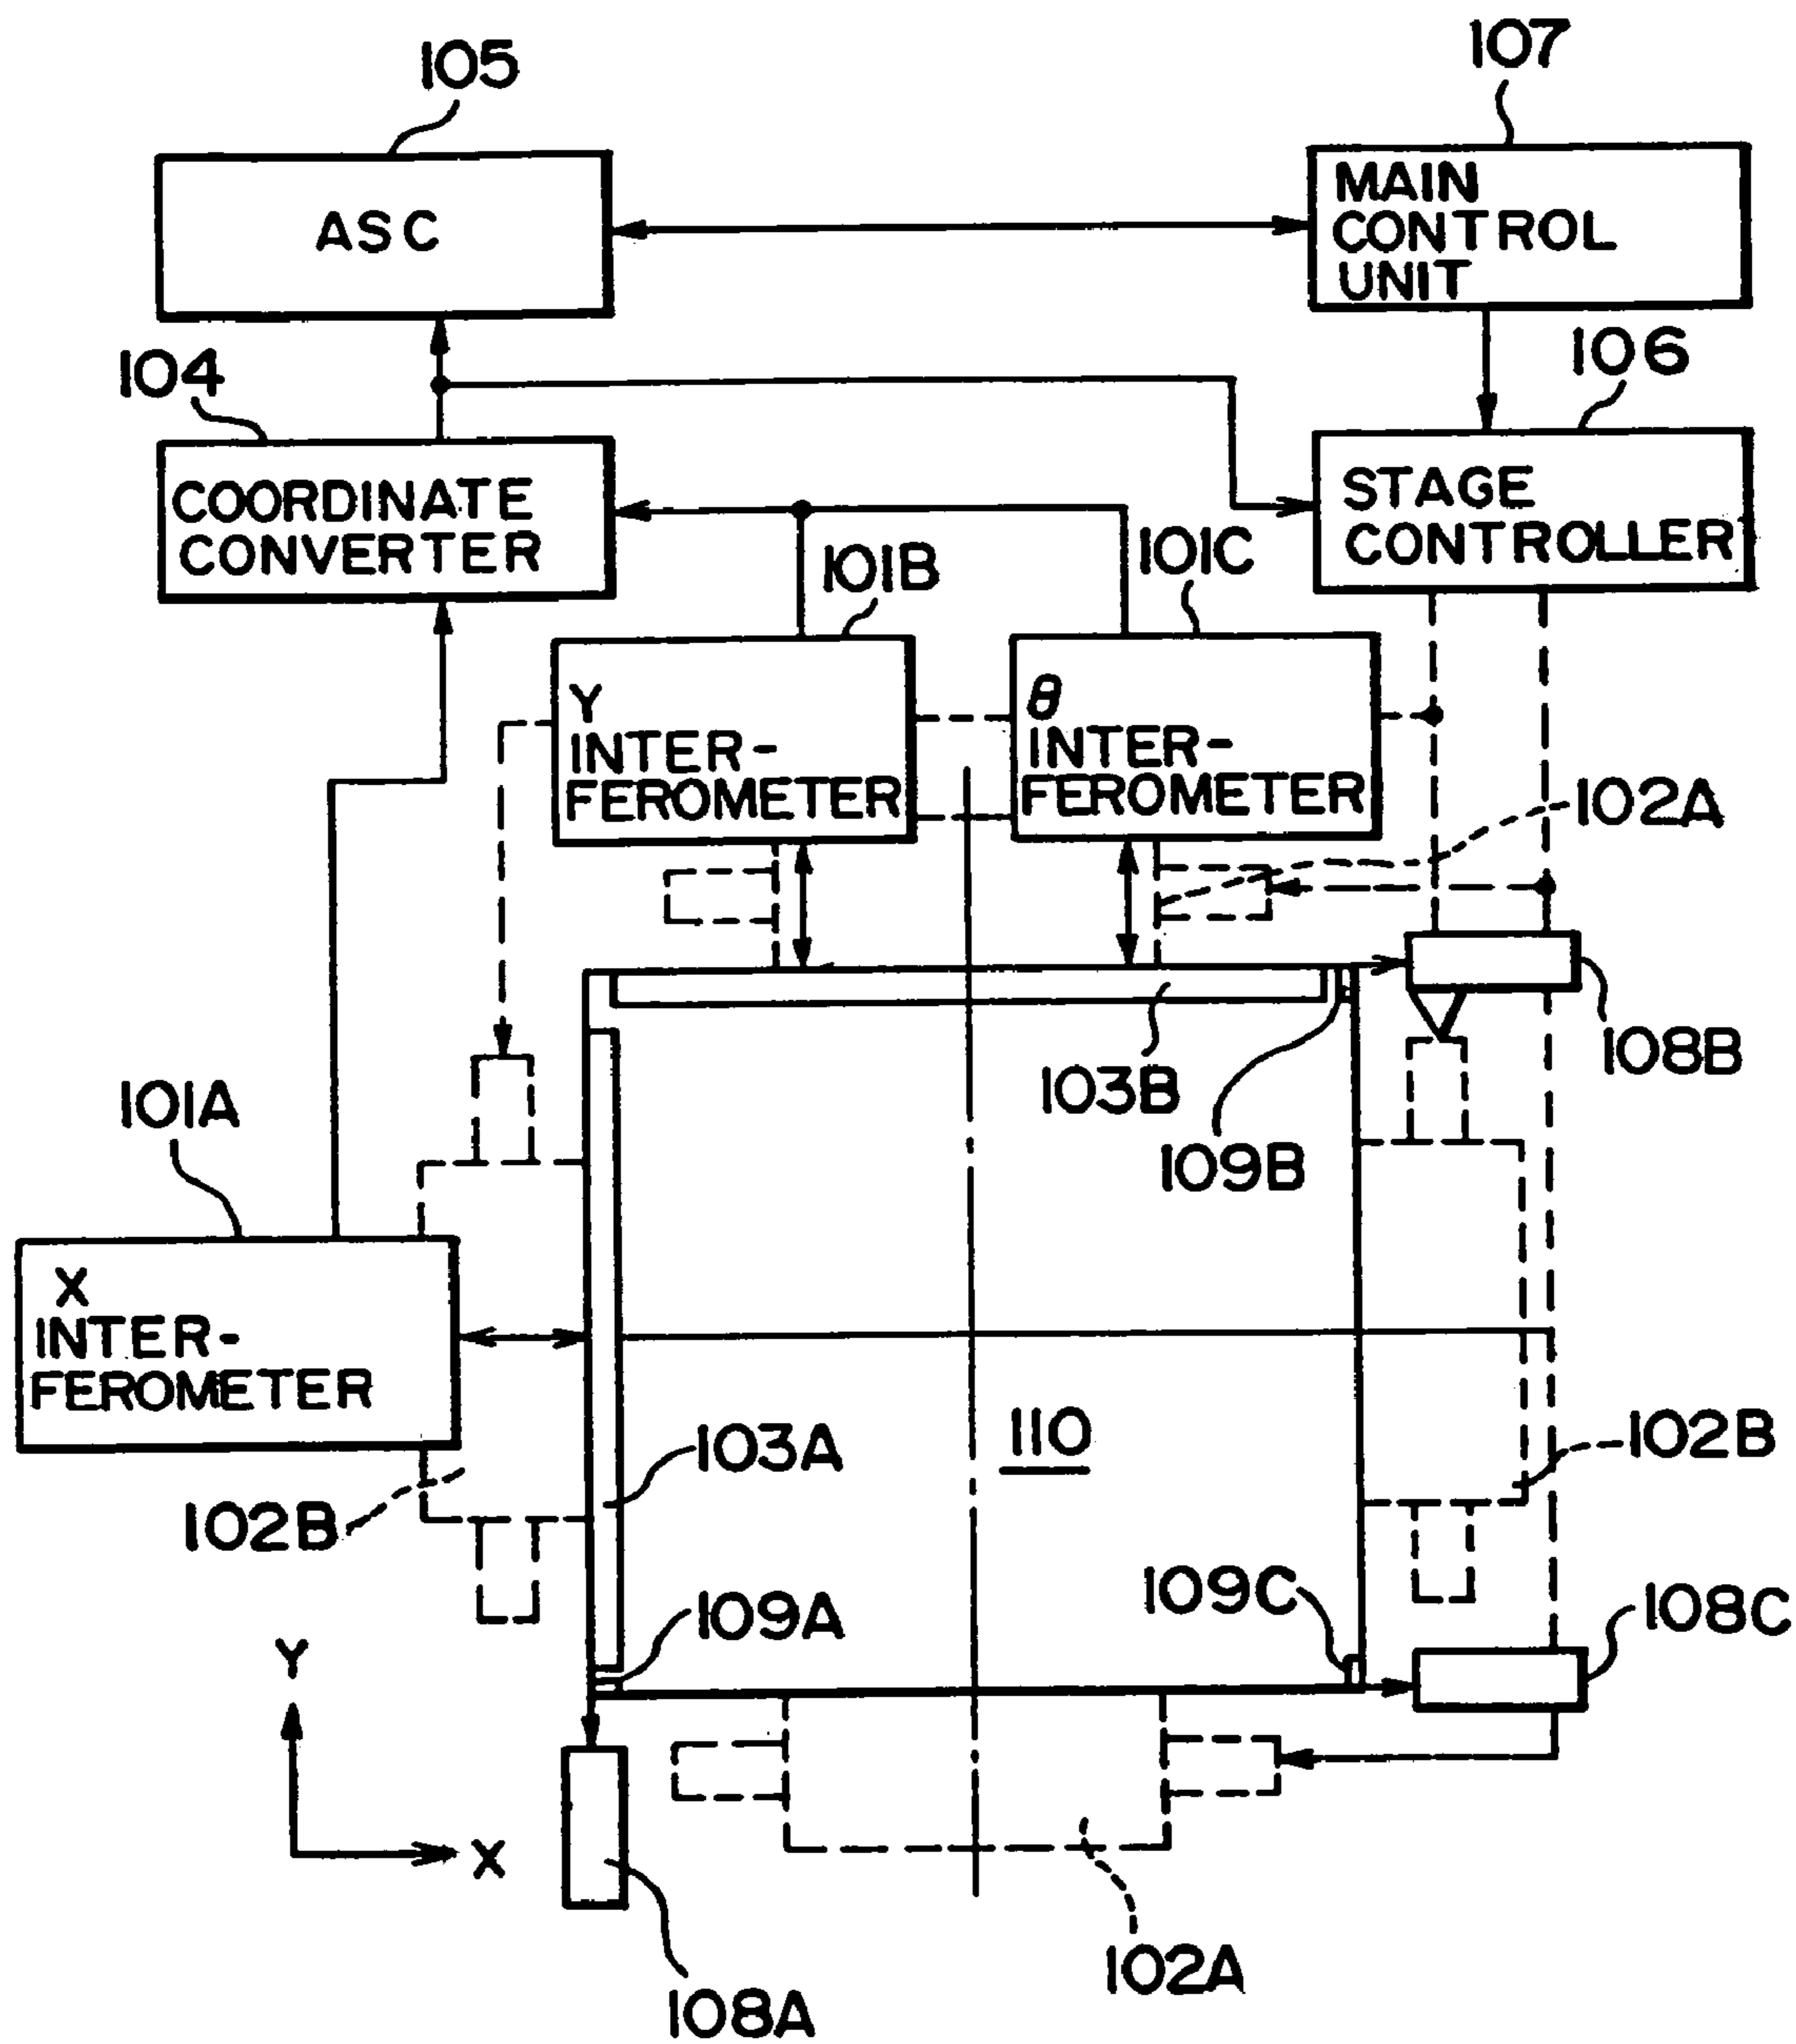 105
107
ASC
MAIN
CONTROL
UNIT
104
106
COORDINATE
CONVERTER
STAGE
CONTROLLER
101B
101C
Y
INTER-
FEROMETER
θ
INTER-
FEROMETER
102A
108B
103B
109B
101A
X
INTER-
FEROMETER
103A
110
102B
102B
109A
109C
108C
Y
X
102A
108A